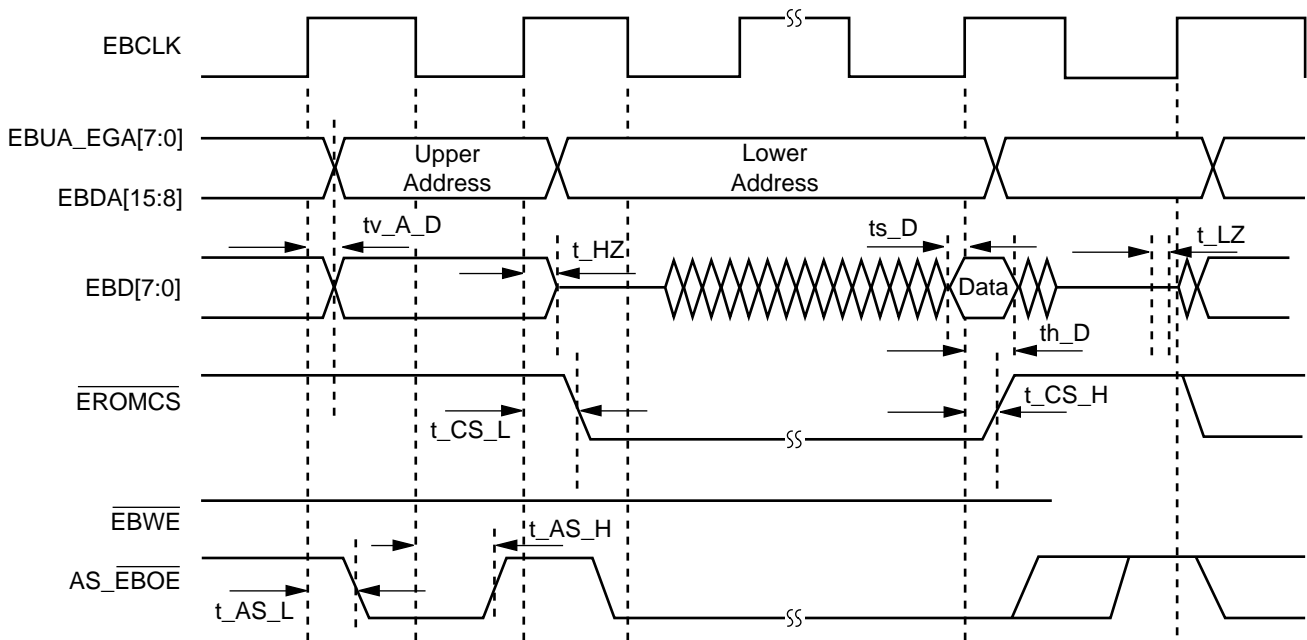 EBCLK
EBUA_EGA[7:0]
Upper
Address
Lower
Address
EBDA[15:8]
tv_A_D
ts_D
t_LZ
t_HZ
EBD[7:0]
Data
th_D
EROMCS
t_CS_L
t_CS_H
EBWE
t_AS_H
AS_EBOE
t_AS_L